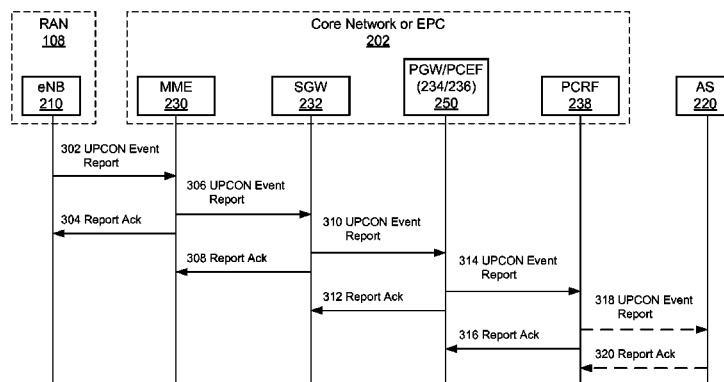 RAN
108
Core Network or EPC
202
eNB
210
MME
230
SGW
232
PGW/PCEF
(234/236)
250
PCRF
238
AS
220
302 UPCON Event
Report
306 UPCON Event
Report
304 Report Ack
310 UPCON Event
Report
308 Report Ack
314 UPCON Event
Report
312 Report Ack
318 UPCON Event
Report
316 Report Ack
320 Report Ack